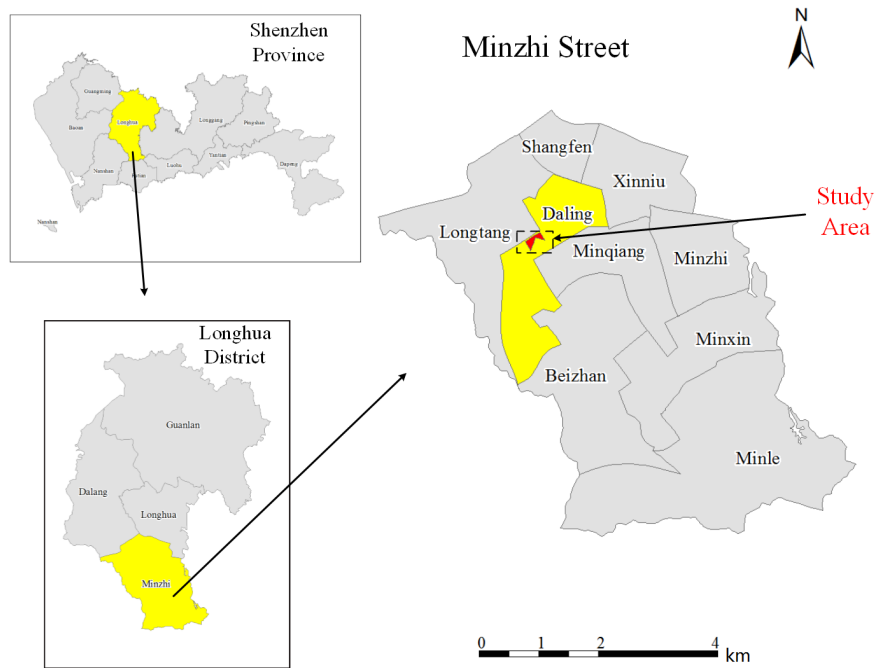 Shenzhen
Province
Guangming
Longhua
Baoan
Longgang
Pingshan
Yantian
Luohu
Nanshan
Futian
Dapeng
Nanshan
Longhua
District
Guanlan
Dalang
Longhua
Minzhi
Minzhi Street
N
Shangfen
Xinniu
Daling
Study
Area
Longtang
Minqiang
Minzhi
Minxin
Beizhan
Minle
0 1 2 4
km